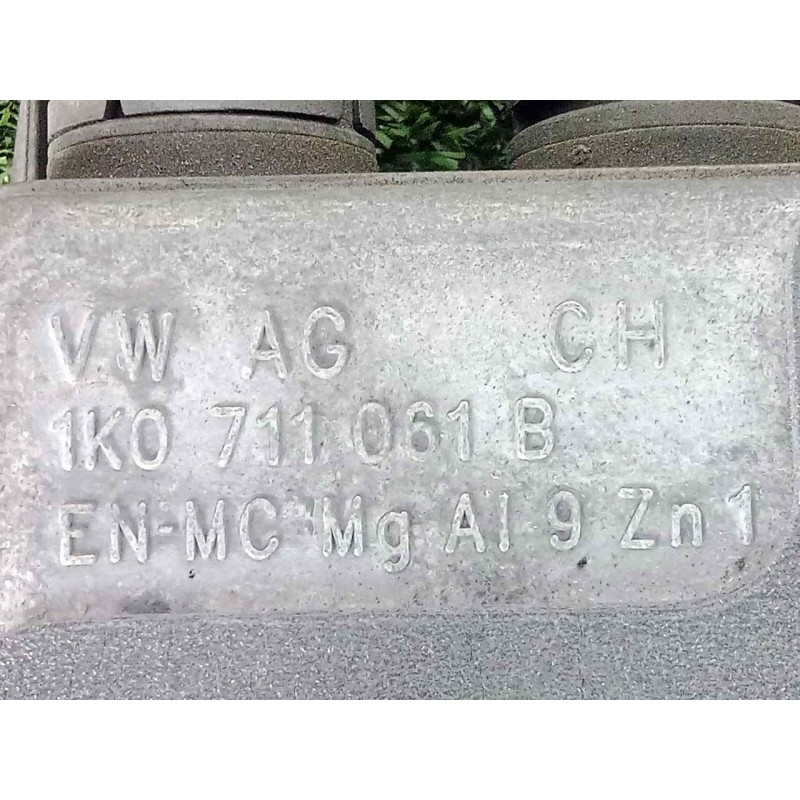 VW AG CH
1K0 711 061 B
EN-MC Mg Al 9 Zn 1